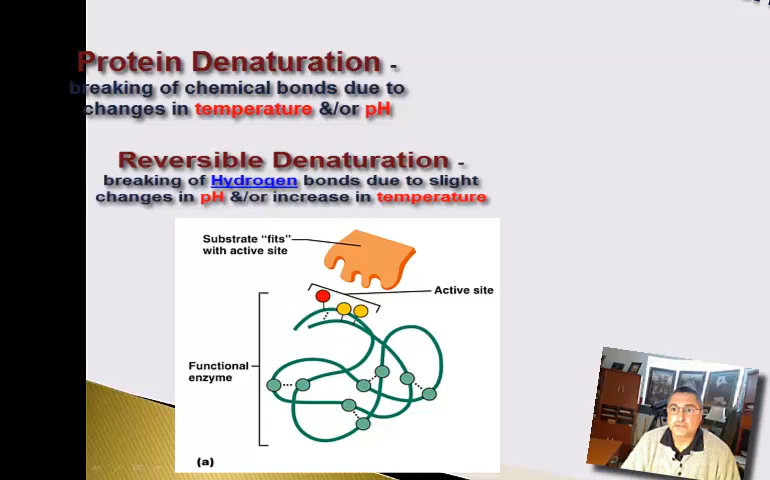 Protein Denaturation -
breaking of chemical bonds due to
changes in temperature &/or pH
Reversible Denaturation -
breaking of Hydrogen bonds due to slight
changes in pH &/or increase in temperature
Substrate “fits”
with active site
Active site
Functional
enzyme
(a)